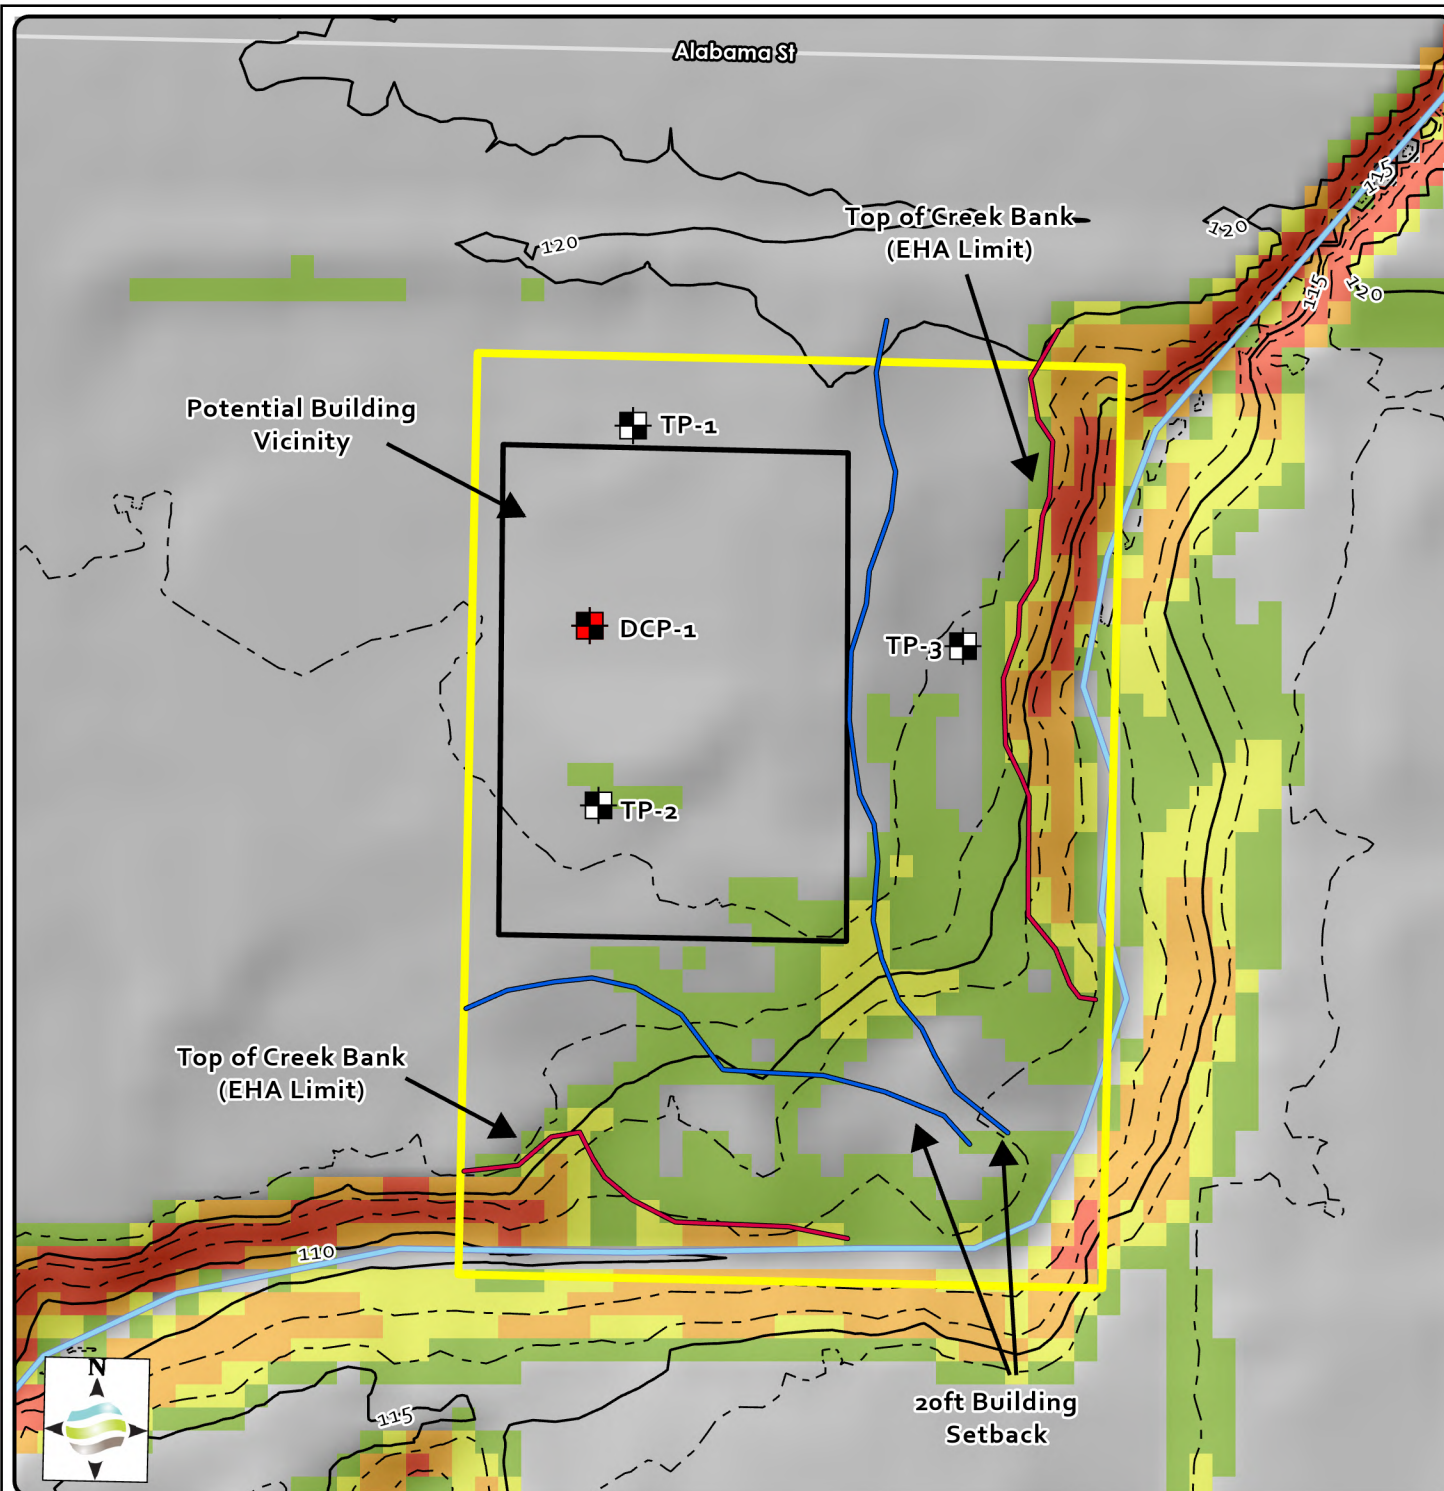 Alabama St
115
Top of Creek Bank
(EHA Limit)
120
120
115
120
Potential Building
Vicinity
TP-1
DCP-1
TP-3
TP-2
Top of Creek Bank
(EHA Limit)
110
N
115
20ft Building
Setback